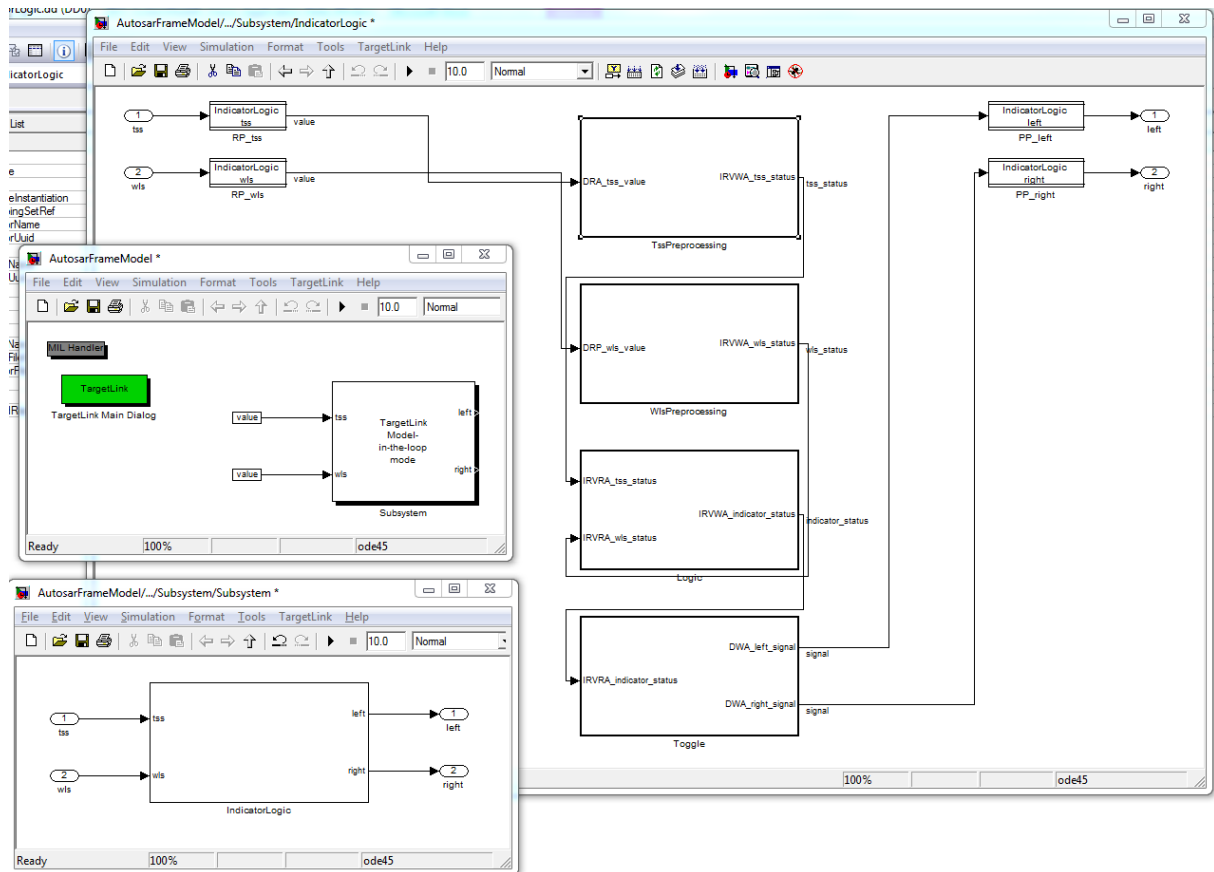 AutosarFrameModel/.../Subsystem/IndicatorLogic *
File Edit View Simulation Format Tools TargetLink Help
10.0 Normal
icatorLogic
List
eInstantiation
pingSetRef
orName
orUuid
1
tss
IndicatorLogic
tss
RP_tss
value
2
wls
IndicatorLogic
wls
RP_wls
value
DRA_tss_value
IRVWA_tss_status
tss_status
TssPreprocessing
DRP_wls_value
IRVWA_wls_status
wls_status
WlsPreprocessing
IRVRA_tss_status
IRVWA_indicator_status
indicator_status
IRVRA_wls_status
Logic
DWA_left_signal
signal
IRVRA_indicator_status
DWA_right_signal
signal
Toggle
IndicatorLogic
left
PP_left
1
left
IndicatorLogic
right
PP_right
2
right
100% ode45
AutosarFrameModel *
File Edit View Simulation Format Tools TargetLink Help
10.0 Normal
MIL Handler
TargetLink
TargetLink Main Dialog
value
value
tss
wls
TargetLink
Model-
in-the-loop
mode
left
right
Subsystem
Ready 100% ode45
AutosarFrameModel/.../Subsystem/Subsystem *
File Edit View Simulation Format Tools TargetLink Help
10.0 Normal
1
tss
2
wls
tss
wls
left
right
IndicatorLogic
1
left
2
right
Ready 100% ode45